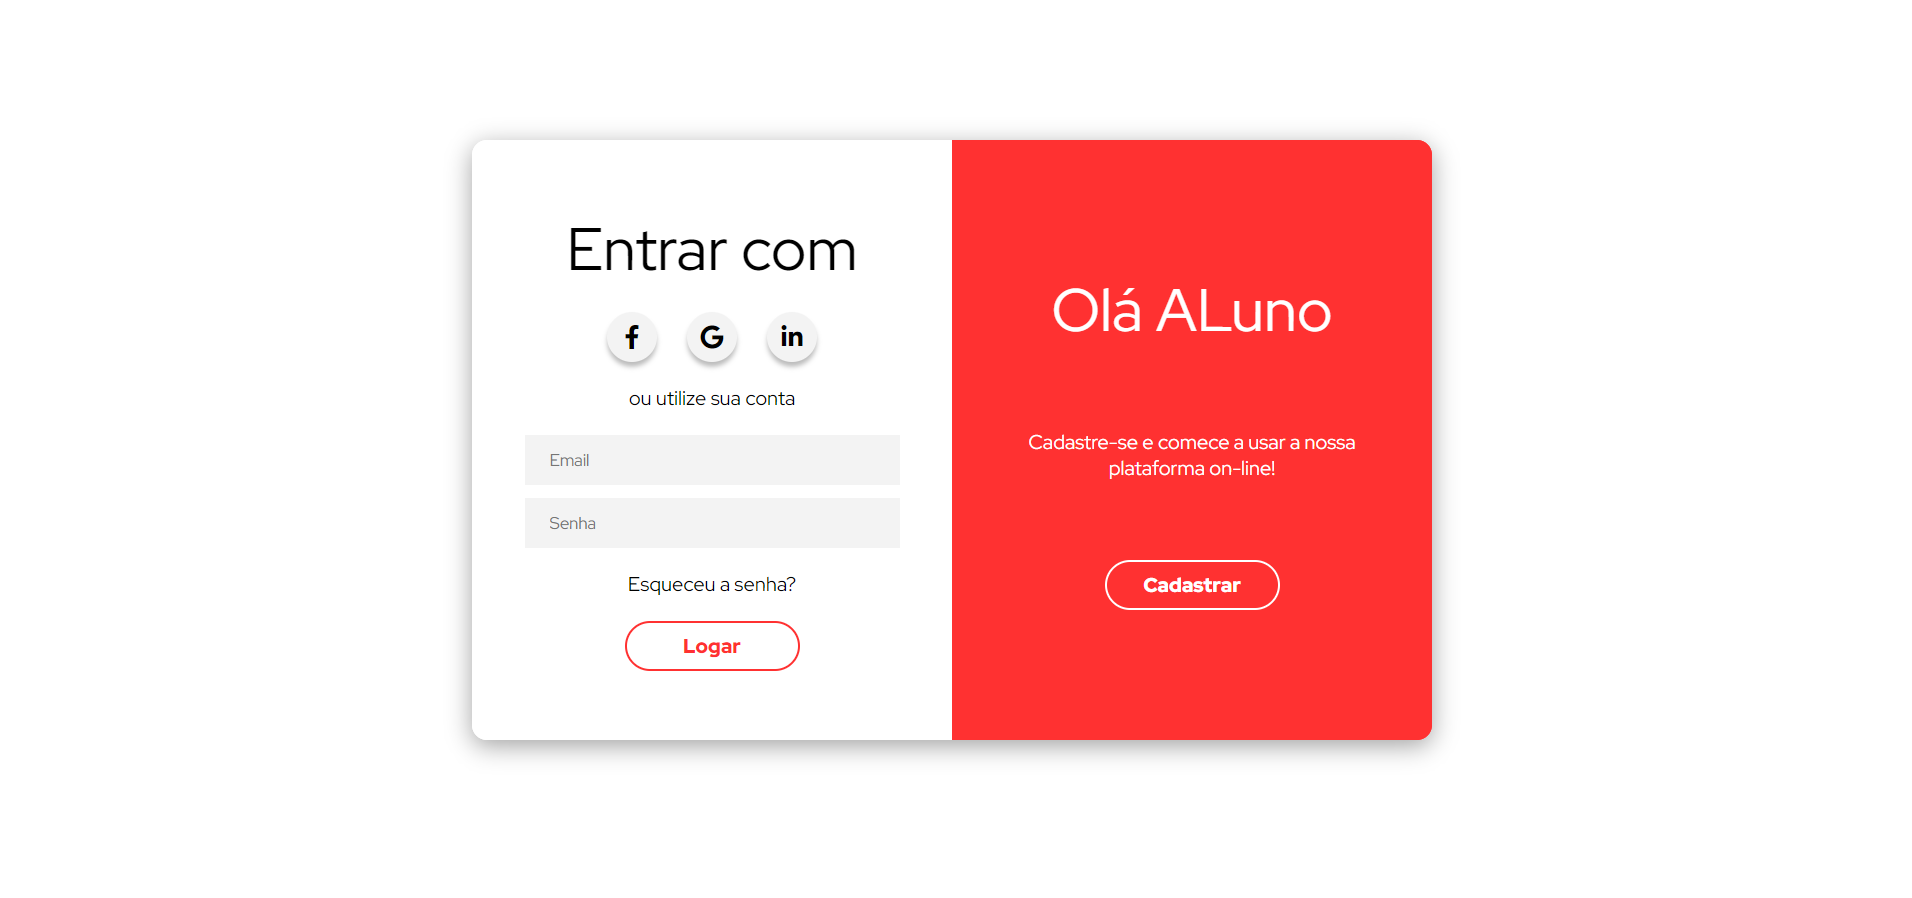 Entrar com
f G in
ou utilize sua conta
Email
Senha
Esqueceu a senha?
Logar
Olá ALuno
Cadastre-se e comece a usar a nossa
plataforma on-line!
Cadastrar